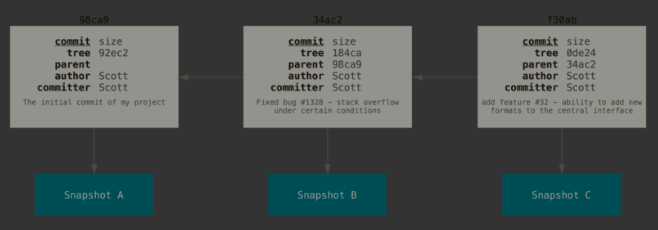 98ca9
commit size
tree 92ec2
parent
author Scott
committer Scott
The initial commit of my project
Snapshot A
34ac2
commit size
tree 184ca
parent 98ca9
author Scott
committer Scott
Fixed bug #1328 – stack overflow
under certain conditions
Snapshot B
f30ab
commit size
tree 0de24
parent 34ac2
author Scott
committer Scott
add feature #32 – ability to add new
formats to the central interface
Snapshot C